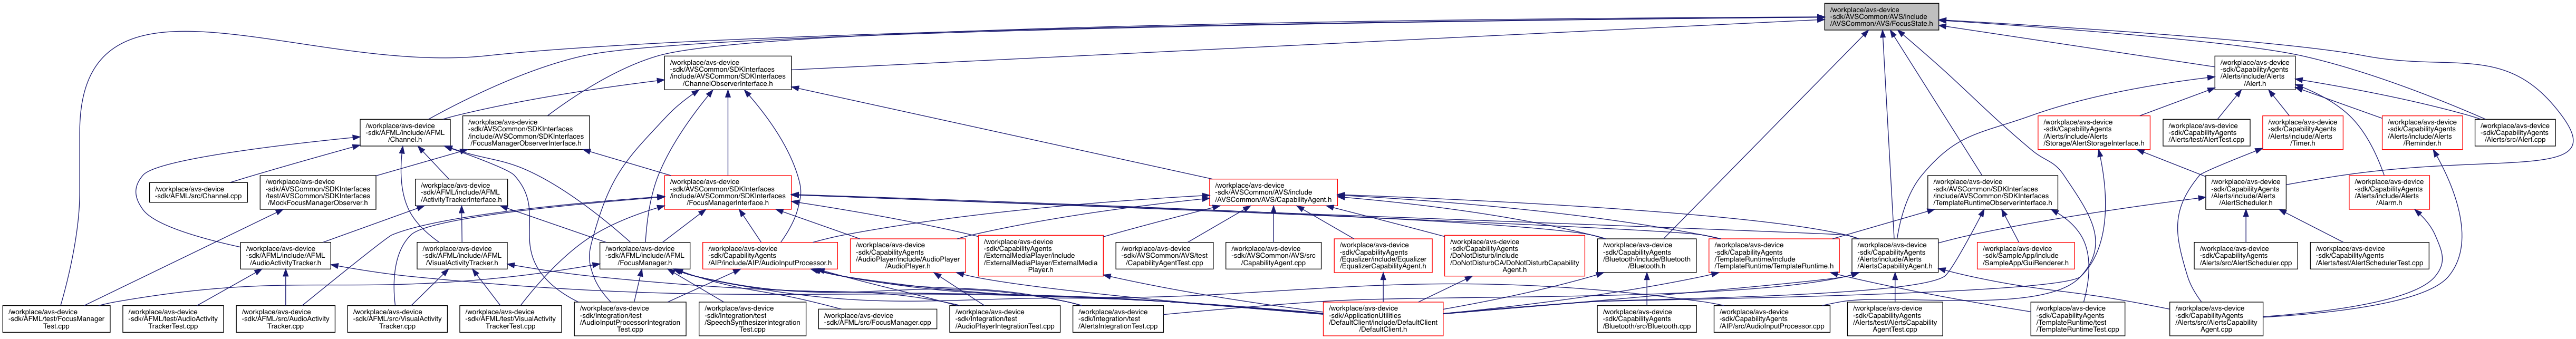 /workplace/avs-device
-sdk/AVSCommon/AVS/include
/AVSCommon/AVS/FocusState.h
/workplace/avs-device
-sdk/AVSCommon/SDKInterfaces
/include/AVSCommon/SDKInterfaces
/ChannelObserverInterface.h
/workplace/avs-device
-sdk/CapabilityAgents
/Alerts/include/Alerts
/Alert.h
/workplace/avs-device
-sdk/AFML/include/AFML
/Channel.h
/workplace/avs-device
-sdk/AVSCommon/SDKInterfaces
/include/AVSCommon/SDKInterfaces
/FocusManagerObserverInterface.h
/workplace/avs-device
-sdk/CapabilityAgents
/Alerts/include/Alerts
/Storage/AlertStorageInterface.h
/workplace/avs-device
-sdk/CapabilityAgents
/Alerts/test/AlertTest.cpp
/workplace/avs-device
-sdk/CapabilityAgents
/Alerts/include/Alerts
/Timer.h
/workplace/avs-device
-sdk/CapabilityAgents
/Alerts/include/Alerts
/Reminder.h
/workplace/avs-device
-sdk/CapabilityAgents
/Alerts/src/Alert.cpp
/workplace/avs-device
-sdk/AFML/src/Channel.cpp
/workplace/avs-device
-sdk/AVSCommon/SDKInterfaces
/test/AVSCommon/SDKInterfaces
/MockFocusManagerObserver.h
/workplace/avs-device
-sdk/AFML/include/AFML
/ActivityTrackerInterface.h
/workplace/avs-device
-sdk/AVSCommon/SDKInterfaces
/include/AVSCommon/SDKInterfaces
/FocusManagerInterface.h
/workplace/avs-device
-sdk/AVSCommon/AVS/include
/AVSCommon/AVS/CapabilityAgent.h
/workplace/avs-device
-sdk/AVSCommon/SDKInterfaces
/include/AVSCommon/SDKInterfaces
/TemplateRuntimeObserverInterface.h
/workplace/avs-device
-sdk/CapabilityAgents
/Alerts/include/Alerts
/AlertScheduler.h
/workplace/avs-device
-sdk/CapabilityAgents
/Alerts/include/Alerts
/Alarm.h
/workplace/avs-device
-sdk/AFML/include/AFML
/AudioActivityTracker.h
/workplace/avs-device
-sdk/AFML/include/AFML
/VisualActivityTracker.h
/workplace/avs-device
-sdk/AFML/include/AFML
/FocusManager.h
/workplace/avs-device
-sdk/CapabilityAgents
/AIP/include/AIP/AudioInputProcessor.h
/workplace/avs-device
-sdk/CapabilityAgents
/AudioPlayer/include/AudioPlayer
/AudioPlayer.h
/workplace/avs-device
-sdk/CapabilityAgents
/ExternalMediaPlayer/include
/ExternalMediaPlayer/ExternalMedia
Player.h
/workplace/avs-device
-sdk/AVSCommon/AVS/test
/CapabilityAgentTest.cpp
/workplace/avs-device
-sdk/AVSCommon/AVS/src
/CapabilityAgent.cpp
/workplace/avs-device
-sdk/CapabilityAgents
/Equalizer/include/Equalizer
/EqualizerCapabilityAgent.h
/workplace/avs-device
-sdk/CapabilityAgents
/DoNotDisturb/include
/DoNotDisturbCA/DoNotDisturbCapability
Agent.h
/workplace/avs-device
-sdk/CapabilityAgents
/Bluetooth/include/Bluetooth
/Bluetooth.h
/workplace/avs-device
-sdk/CapabilityAgents
/TemplateRuntime/include
/TemplateRuntime/TemplateRuntime.h
/workplace/avs-device
-sdk/CapabilityAgents
/Alerts/include/Alerts
/AlertsCapabilityAgent.h
/workplace/avs-device
-sdk/SampleApp/include
/SampleApp/GuiRenderer.h
/workplace/avs-device
-sdk/CapabilityAgents
/Alerts/src/AlertScheduler.cpp
/workplace/avs-device
-sdk/CapabilityAgents
/Alerts/test/AlertSchedulerTest.cpp
/workplace/avs-device
-sdk/AFML/test/FocusManager
Test.cpp
/workplace/avs-device
-sdk/AFML/test/AudioActivity
TrackerTest.cpp
/workplace/avs-device
-sdk/AFML/src/AudioActivity
Tracker.cpp
/workplace/avs-device
-sdk/AFML/src/VisualActivity
Tracker.cpp
/workplace/avs-device
-sdk/AFML/test/VisualActivity
TrackerTest.cpp
/workplace/avs-device
-sdk/Integration/test
/AudioInputProcessorIntegration
Test.cpp
/workplace/avs-device
-sdk/Integration/test
/SpeechSynthesizerIntegration
Test.cpp
/workplace/avs-device
-sdk/AFML/src/FocusManager.cpp
/workplace/avs-device
-sdk/Integration/test
/AudioPlayerIntegrationTest.cpp
/workplace/avs-device
-sdk/Integration/test
/AlertsIntegrationTest.cpp
/workplace/avs-device
-sdk/ApplicationUtilities
/DefaultClient/include/DefaultClient
/DefaultClient.h
/workplace/avs-device
-sdk/CapabilityAgents
/Bluetooth/src/Bluetooth.cpp
/workplace/avs-device
-sdk/CapabilityAgents
/AIP/src/AudioInputProcessor.cpp
/workplace/avs-device
-sdk/CapabilityAgents
/Alerts/test/AlertsCapability
AgentTest.cpp
/workplace/avs-device
-sdk/CapabilityAgents
/TemplateRuntime/test
/TemplateRuntimeTest.cpp
/workplace/avs-device
-sdk/CapabilityAgents
/Alerts/src/AlertsCapability
Agent.cpp